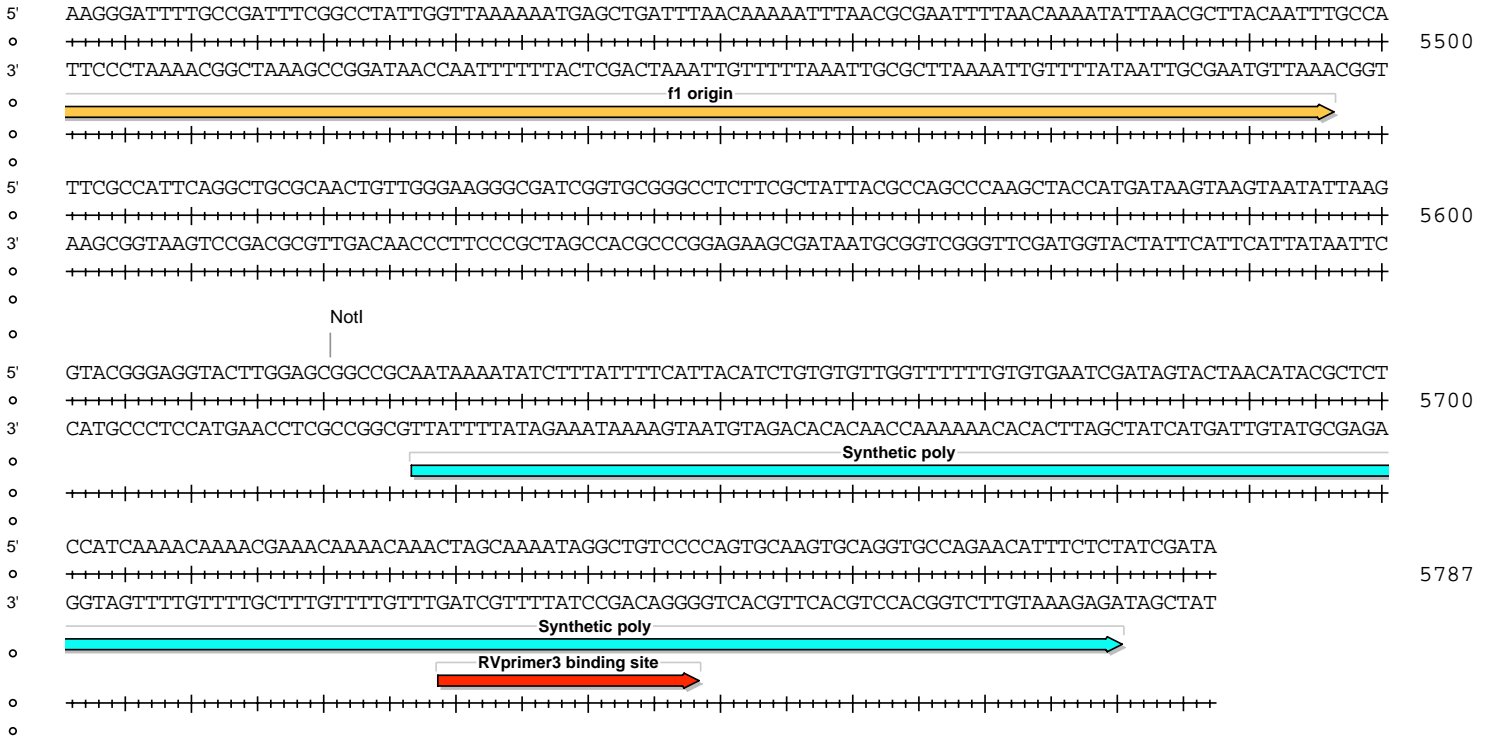 5' AAGGGATTTTGCCGATTTCGGCCTATTGGTTAAAAAATGAGCTGATTTAACAAAAATTTAACGCGAATTTTAACAAAATATTAACGCTTACAATTTGCCA
5500
3' TTCCCTAAAACGGCTAAAGCCGGATAACCAATTTTTTACTCGACTAAATTGTTTTTAAATTGCGCTTAAAATTGTTTTATAATTGCGAATGTTAAACGGT
f1 origin
5' TTCGCCATTCAGGCTGCGCAACTGTTGGGAAGGGCGATCGGTGCGGGCCTCTTCGCTATTACGCCAGCCCAAGCTACCATGATAAGTAAGTAATATTAAG
5600
3' AAGCGGTAAGTCCGACGCGTTGACAACCCTTCCCGCTAGCCACGCCCGGAGAAGCGATAATGCGGTCGGGTTCGATGGTACTATTCATTCATTATAATTC
NotI
5' GTACGGGAGGTACTTGGAGCGGCCGCAATAAAATATCTTTATTTTCATTACATCTGTGTGTTGGTTTTTTGTGTGAATCGATAGTACTAACATACGCTCT
5700
3' CATGCCCTCCATGAACCTCGCCGGCGTTATTTTATAGAAATAAAAGTAATGTAGACACACAACCAAAAAACACACTTAGCTATCATGATTGTATGCGAGA
Synthetic poly
5' CCATCAAAACAAAACGAAACAAAACAAACTAGCAAAATAGGCTGTCCCCAGTGCAAGTGCAGGTGCCAGAACATTTCTCTATCGATA
5787
3' GGTAGTTTTGTTTTGCTTTGTTTTGTTTGATCGTTTTATCCGACAGGGGTCACGTTCACGTCCACGGTCTTGTAAAGAGATAGCTAT
Synthetic poly
RVprimer3 binding site